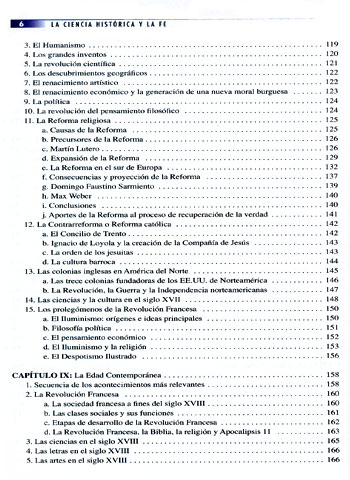 6 LA CIENCIA HISTÓRICA Y LA FE
3. El Humanismo 119
4. Los grandes inventos 120
5. La revolución científica 121
6. Los descubrimientos geográficos 122
7. El renacimiento artístico 122
8. El renacimiento económico y la generación de una nueva moral burguesa 123
9. La política 124
10. La revolución del pensamiento filosófico 124
11. La Reforma religiosa 125
a. Causas de la Reforma 125
b. Precursores de la Reforma 126
c. Martín Lutero 126
d. Expansión de la Reforma 129
e. La Reforma en el sur de Europa 132
f. Consecuencias y proyección de la Reforma 137
g. Domingo Faustino Sarmiento 139
h. Max Weber 140
i. Conclusiones 140
j. Aportes de la Reforma al proceso de recuperación de la verdad 141
12. La Contrarreforma o Reforma católica 142
a. El Concilio de Trento 142
b. Ignacio de Loyola y la creación de la Compañía de Jesús 143
c. La orden de los jesuitas 143
d. La cultura barroca 144
13. Las colonias inglesas en América del Norte 145
a. Las trece colonias fundadoras de los EE.UU. de Norteamérica 146
b. La Revolución, la Guerra y la Independencia norteamericanas 147
14. Las ciencias y la cultura en el siglo XVII 148
15. Los prolegómenos de la Revolución Francesa 150
a. El Iluminismo: orígenes e ideas principales 150
b. Filosofía política 151
c. El pensamiento económico 152
d. El Iluminismo y la religión 153
e. El Despotismo Ilustrado 156
CAPÍTULO IX: La Edad Contemporánea 158
1. Secuencia de los acontecimientos más relevantes 158
2. La Revolución Francesa 160
a. La sociedad francesa a fines del siglo XVIII 160
b. Las clases sociales y sus funciones 161
c. Etapas de desarrollo de la Revolución Francesa 162
d. La Revolución Francesa, la Biblia, la religión y Apocalipsis 11 163
3. Las ciencias en el siglo XVIII 165
4. Las letras en el siglo XVIII 166
5. Las artes en el siglo XVIII 166